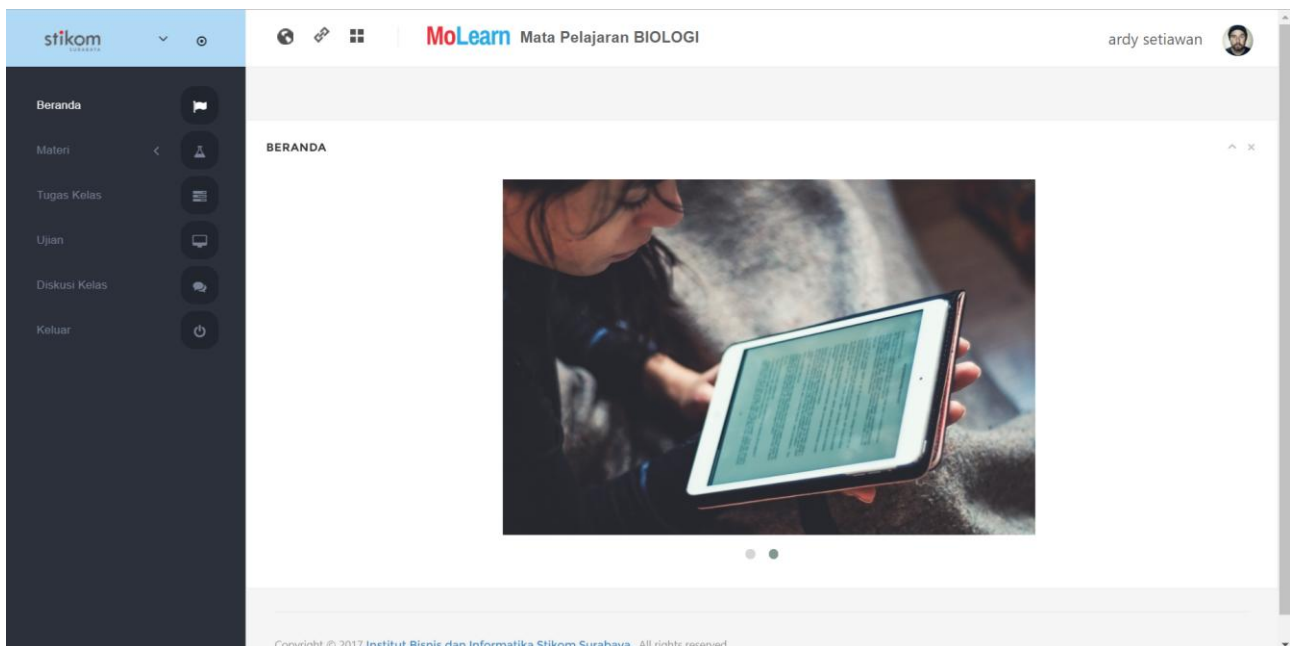 stikom
surabaya
MoLearn Mata Pelajaran BIOLOGI
ardy setiawan
Beranda
Materi
Tugas Kelas
Ujian
Diskusi Kelas
Keluar
BERANDA
Copyright © 2017 Institut Bisnis dan Informatika Stikom Surabaya. All rights reserved